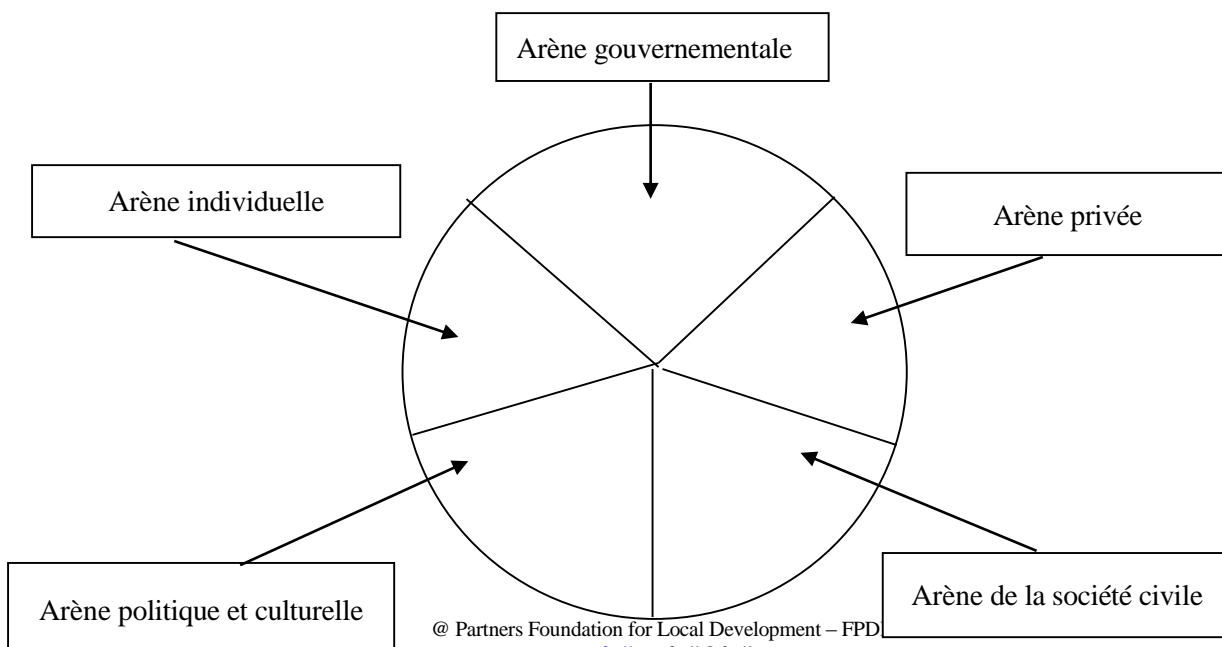 Arène gouvernementale
Arène individuelle
Arène privée
Arène politique et culturelle
Arène de la société civile
@ Partners Foundation for Local Development – FPD